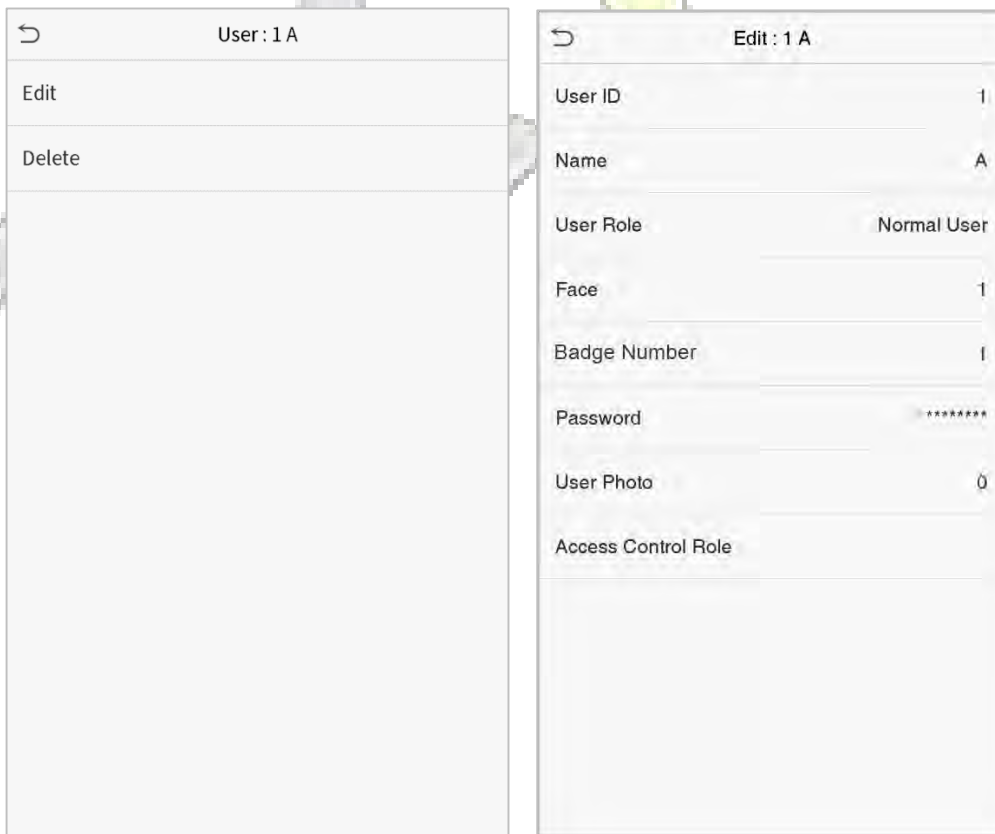 User : 1 A
Edit
Delete
Edit : 1 A
User ID 1
Name A
User Role Normal User
Face 1
Badge Number 1
Password ********
User Photo 0
Access Control Role